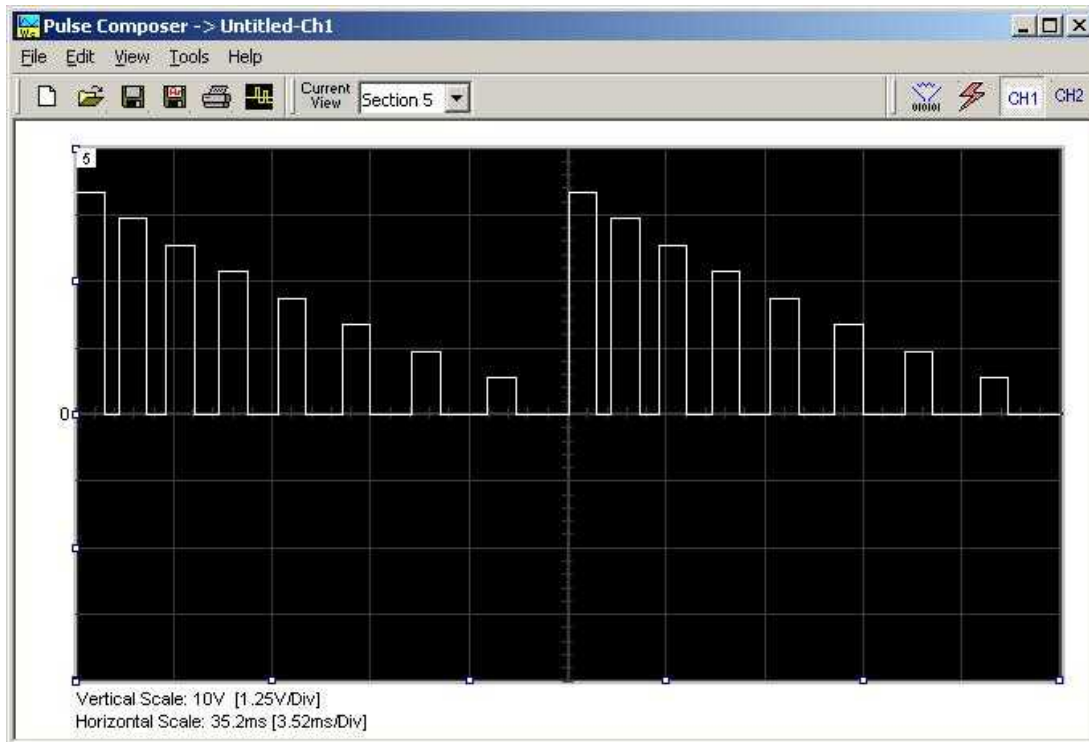 Pulse Composer -> Untitled-Ch1
File Edit View Tools Help
Current View Section 5
CH1 CH2
5
0
Vertical Scale: 10V [1.25V/Div]
Horizontal Scale: 35.2ms [3.52ms/Div]